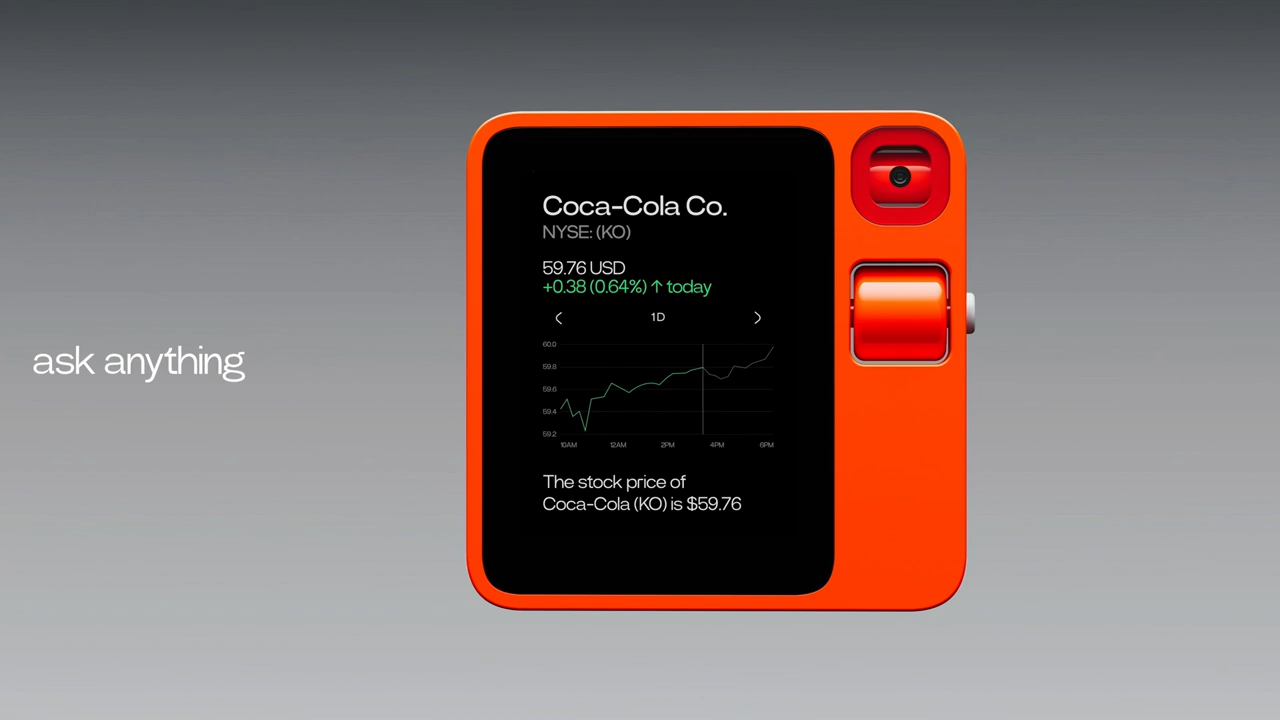 ask anything
Coca-Cola Co.
NYSE: (KO)
59.76 USD
+0.38 (0.64%) ↑ today
1D
60.0
59.8
59.6
59.4
59.2
10AM 12AM 2PM 4PM 6PM
The stock price of
Coca-Cola (KO) is $59.76